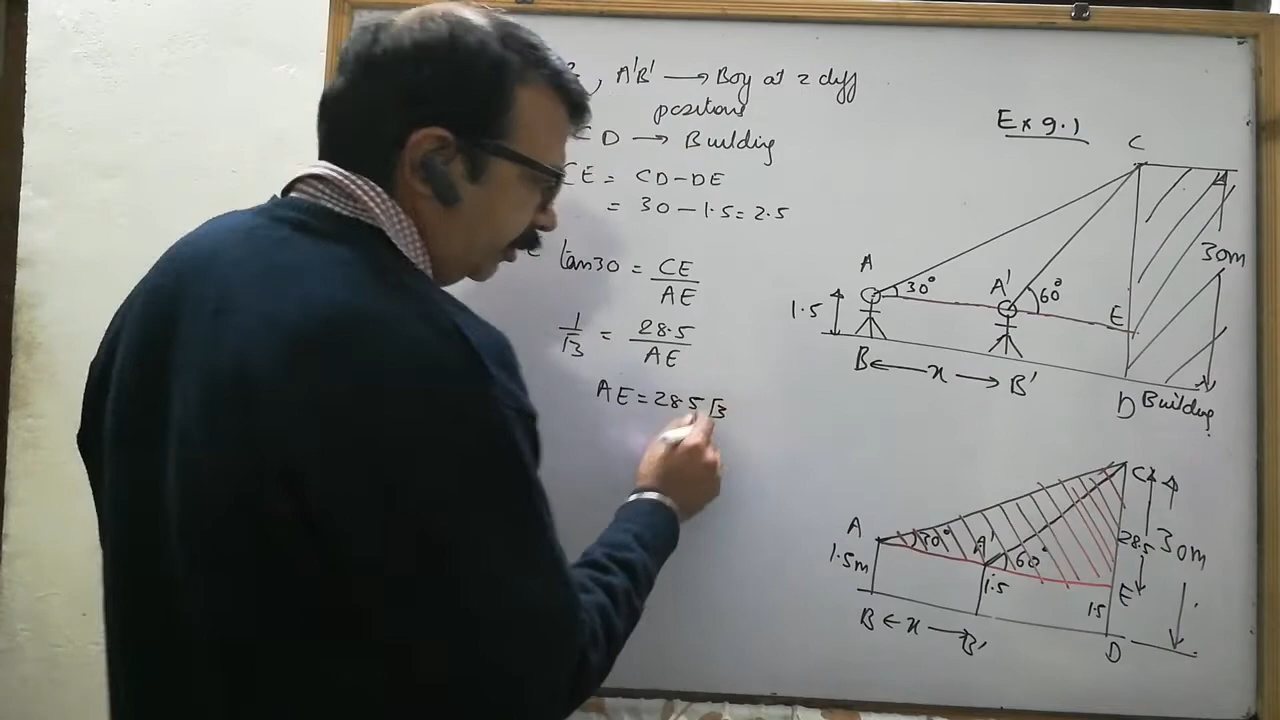 , A'B' → Boy at 2 diff
positions
D → Building
CE = CD - DE
= 30 - 1.5 = 2.5
tan30 = CE/AE
1/√3 = 28.5/AE
AE = 28.5√3
Ex 9.1
C
30m
A
30°
A'
60°
E
1.5
B ← x → B'
D
Building
C
A
30°
A'
60°
28.5
30m
1.5m
1.5
E
1.5
B ← x → B'
D